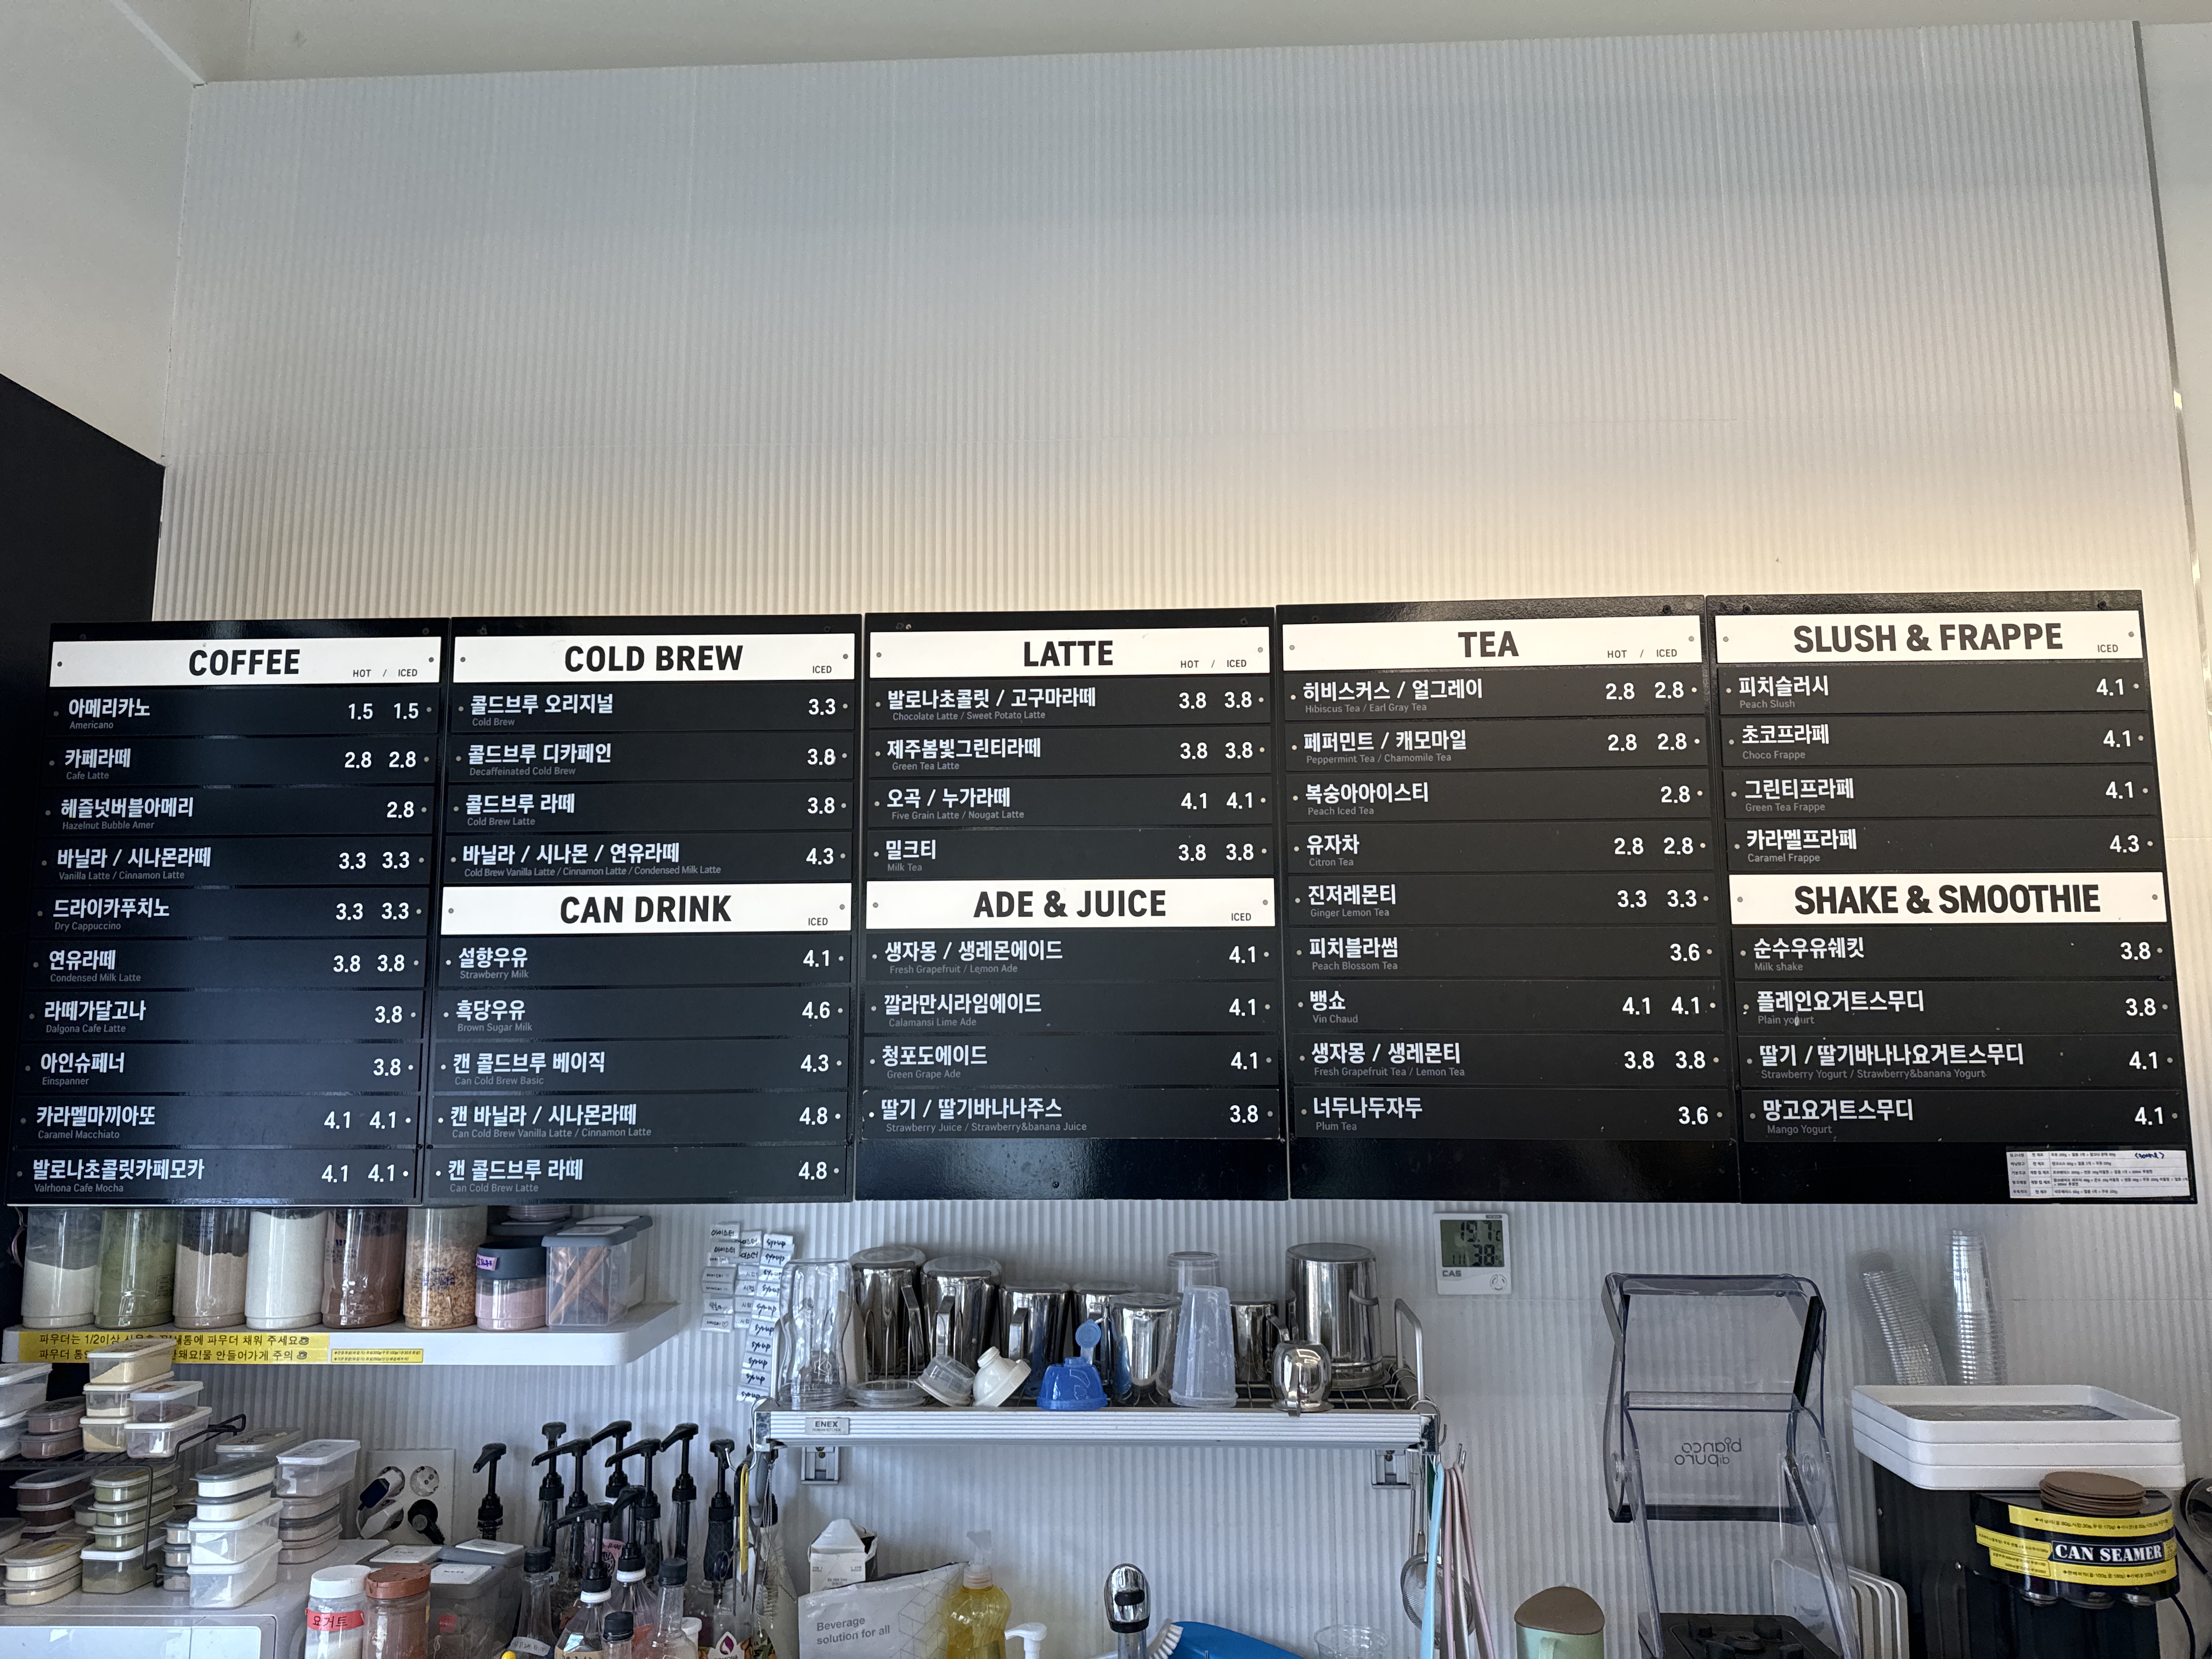 COFFEE
HOT / ICED
아메리카노 1.5 1.5
Americano
카페라떼 2.8 2.8
Cafe Latte
헤즐넛버블아메리 2.8
Hazelnut Bubble Amer
바닐라 / 시나몬라떼 3.3 3.3
Vanilla Latte / Cinnamon Latte
드라이카푸치노 3.3 3.3
Dry Cappuccino
연유라떼 3.8 3.8
Condensed Milk Latte
라떼가달고나 3.8
Dalgona Cafe Latte
아인슈페너 3.8
Einspanner
카라멜마끼아또 4.1 4.1
Caramel Macchiato
발로나초콜릿카페모카 4.1 4.1
Valrhona Cafe Mocha
COLD BREW
ICED
콜드브루 오리지널 3.3
Cold Brew
콜드브루 디카페인 3.8
Decaffeinated Cold Brew
콜드브루 라떼 3.8
Cold Brew Latte
바닐라 / 시나몬 / 연유라떼 4.3
Cold Brew Vanilla Latte / Cinnamon Latte / Condensed Milk Latte
CAN DRINK
ICED
설향우유 4.1
Strawberry Milk
흑당우유 4.6
Brown Sugar Milk
캔 콜드브루 베이직 4.3
Can Cold Brew Basic
캔 바닐라 / 시나몬라떼 4.8
Can Cold Brew Vanilla Latte / Cinnamon Latte
캔 콜드브루 라떼 4.8
Can Cold Brew Latte
LATTE
HOT / ICED
발로나초콜릿 / 고구마라떼 3.8 3.8
Chocolate Latte / Sweet Potato Latte
제주봄빛그린티라떼 3.8 3.8
Green Tea Latte
오곡 / 누가라떼 4.1 4.1
Five Grain Latte / Nougat Latte
밀크티 3.8 3.8
Milk Tea
ADE & JUICE
ICED
생자몽 / 생레몬에이드 4.1
Fresh Grapefruit / Lemon Ade
깔라만시라임에이드 4.1
Calamansi Lime Ade
청포도에이드 4.1
Green Grape Ade
딸기 / 딸기바나나주스 3.8
Strawberry Juice / Strawberry&banana Juice
TEA
HOT / ICED
히비스커스 / 얼그레이 2.8 2.8
Hibiscus Tea / Earl Gray Tea
페퍼민트 / 캐모마일 2.8 2.8
Peppermint Tea / Chamomile Tea
복숭아아이스티 2.8
Peach Iced Tea
유자차 2.8 2.8
Citron Tea
진저레몬티 3.3 3.3
Ginger Lemon Tea
피치블라썸 3.6
Peach Blossom Tea
뱅쇼 4.1 4.1
Vin Chaud
생자몽 / 생레몬티 3.8 3.8
Fresh Grapefruit Tea / Lemon Tea
너두나두자두 3.6
Plum Tea
SLUSH & FRAPPE
ICED
피치슬러시 4.1
Peach Slush
초코프라페 4.1
Choco Frappe
그린티프라페 4.1
Green Tea Frappe
카라멜프라페 4.3
Caramel Frappe
SHAKE & SMOOTHIE
순수우유쉐킷 3.8
Milk shake
플레인요거트스무디 3.8
Plain yogurt
딸기 / 딸기바나나요거트스무디 4.1
Strawberry Yogurt / Strawberry&banana Yogurt
망고요거트스무디 4.1
Mango Yogurt
파우더는 1/2이상 채워 주세요
파우더 물 안들어가게 주의
19.7
38
CAS
ENEX
요거트
Beverage
solution for all
CAN SEAMER